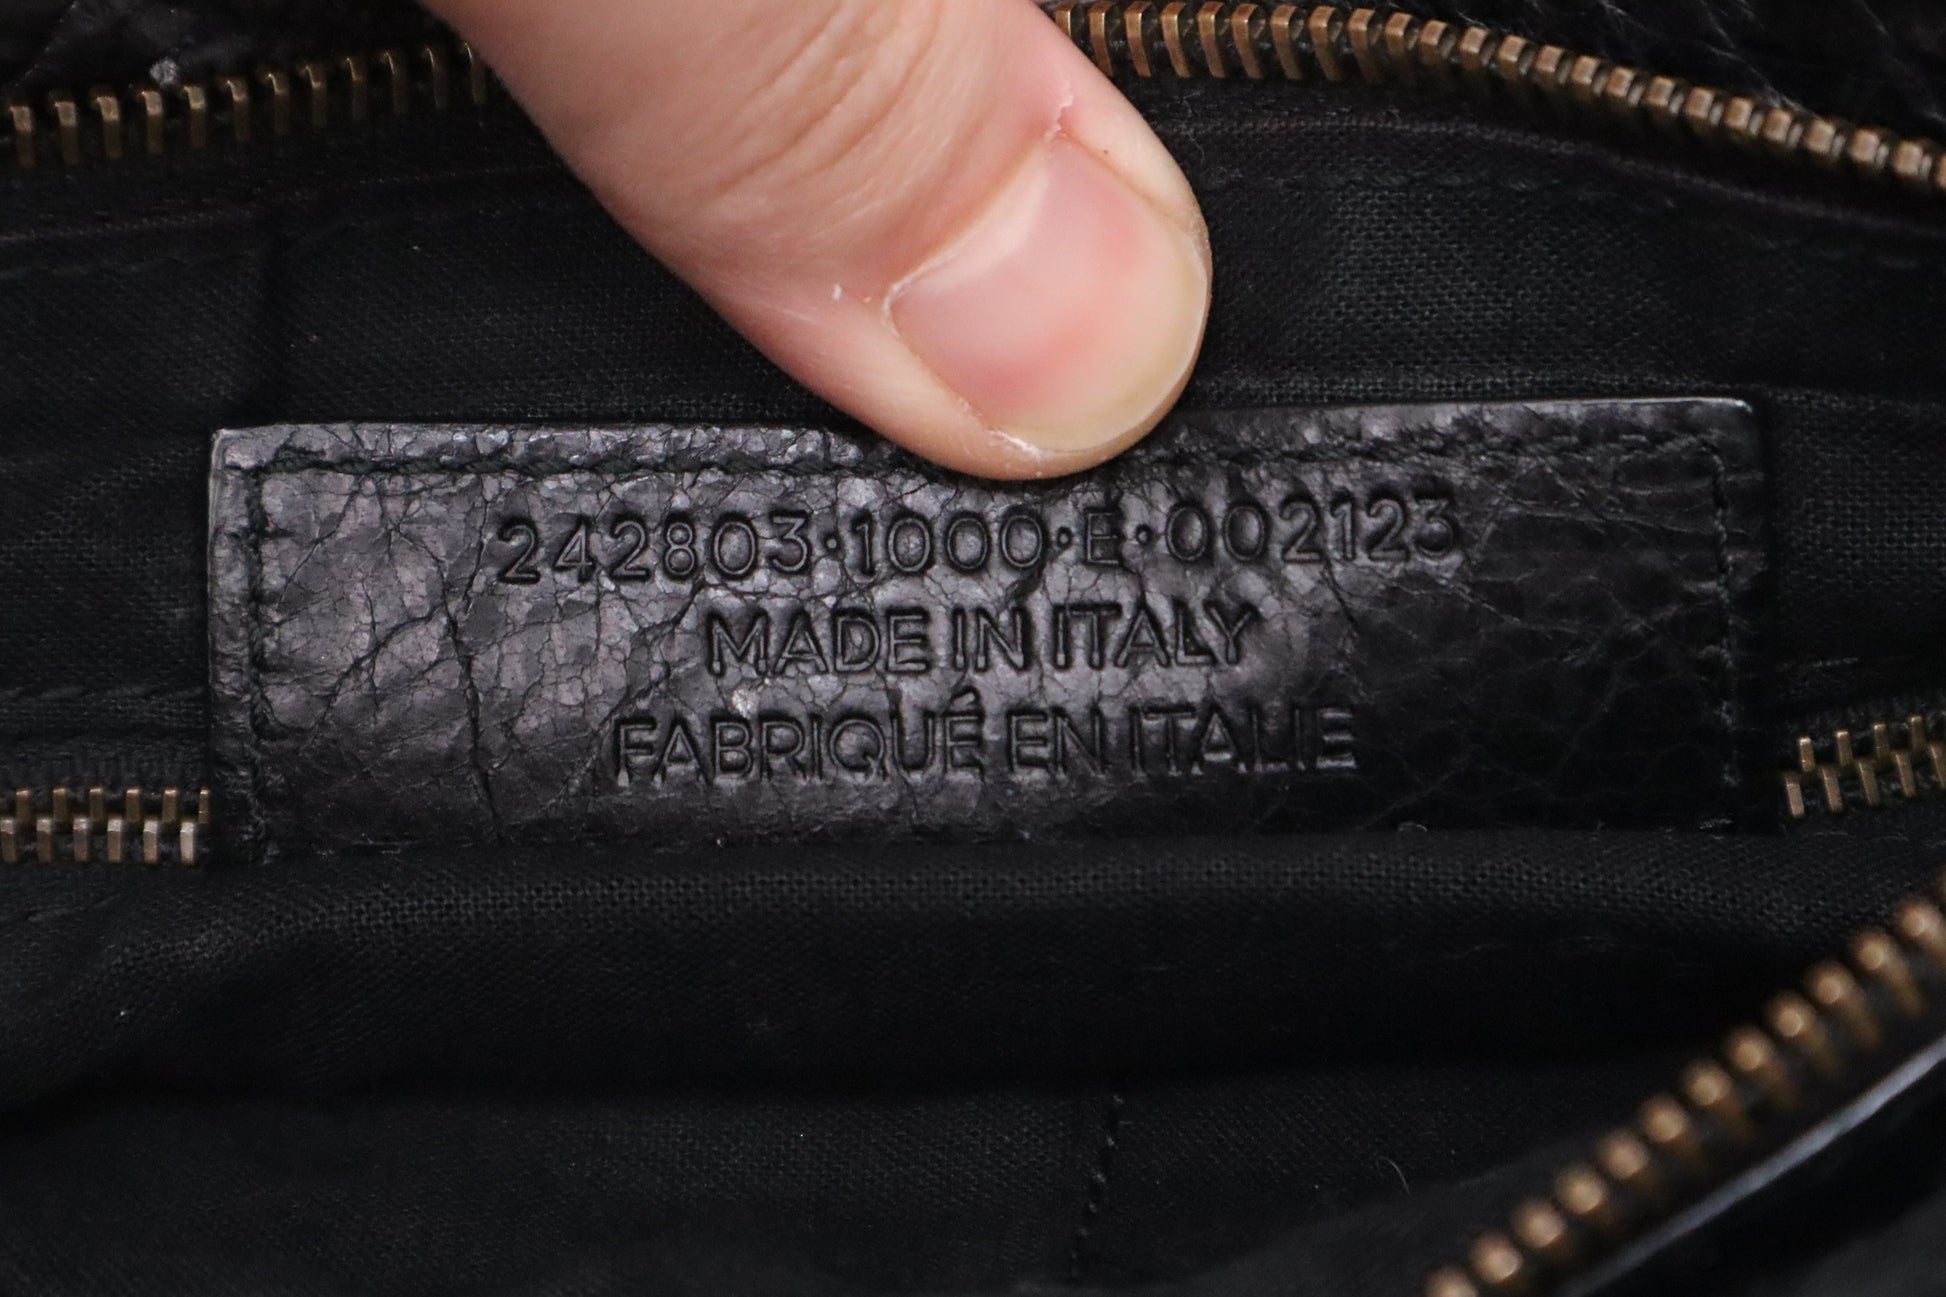 242803•1000•E•002123
MADE IN ITALY
FABRIQUÉ EN ITALIE